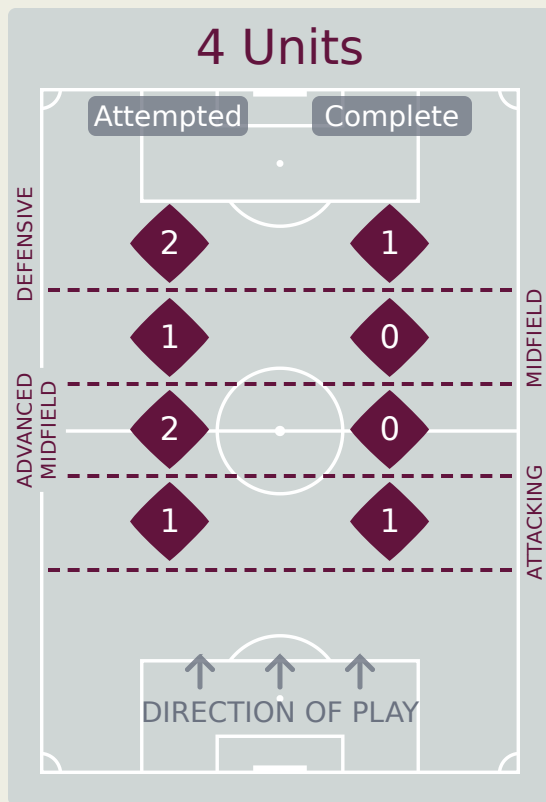 4 Units
Attempted
Complete
DEFENSIVE
2
1
MIDFIELD
1
0
ADVANCED
MIDFIELD
2
0
ATTACKING
1
1
DIRECTION OF PLAY